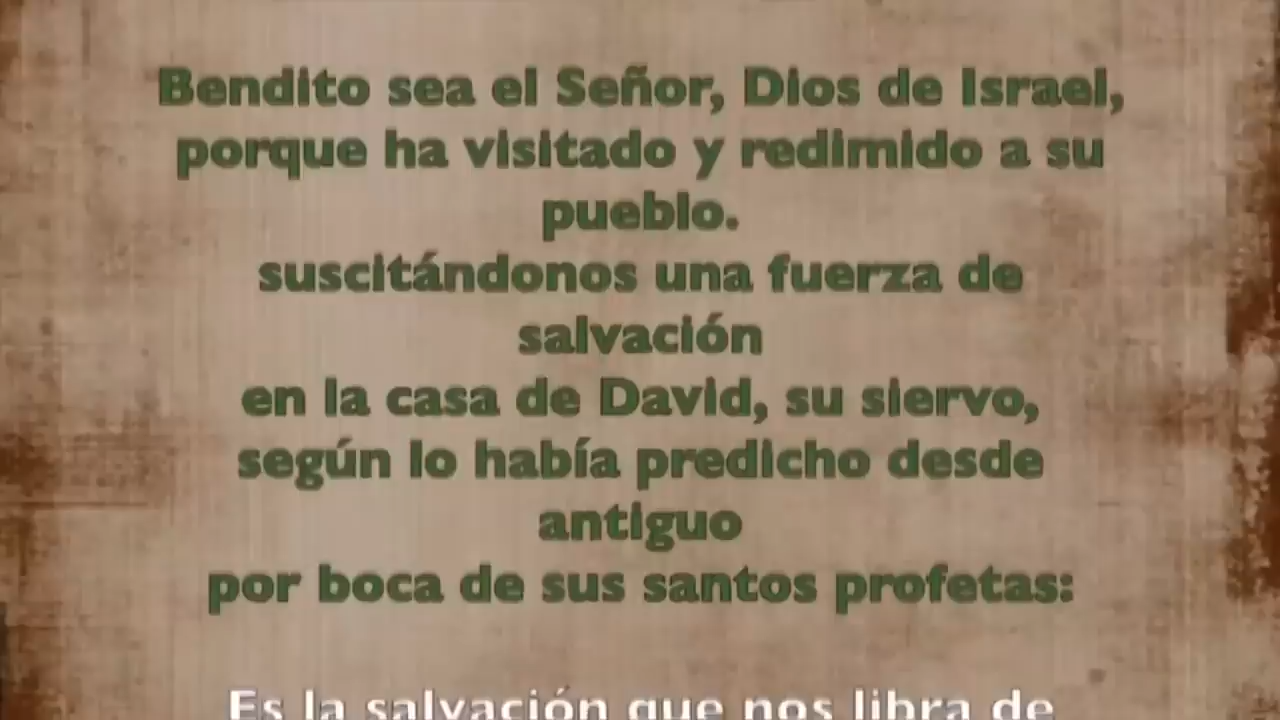 Bendito sea el Señor, Dios de Israel,
porque ha visitado y redimido a su
pueblo.
suscitándonos una fuerza de
salvación
en la casa de David, su siervo,
según lo había predicho desde
antiguo
por boca de sus santos profetas:
Es la salvación que nos libra de